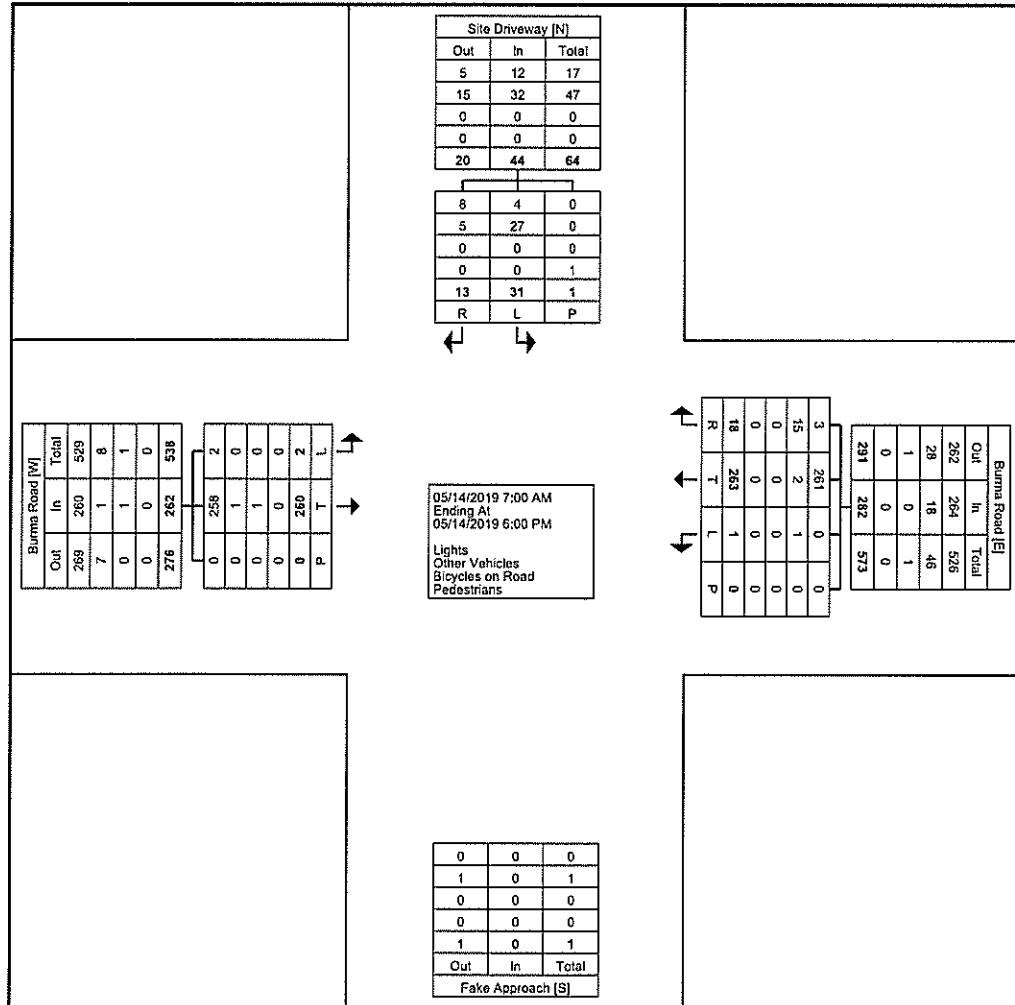 Site Driveway [N]
Out In Total
5 12 17
15 32 47
0 0 0
0 0 0
20 44 64
8 4 0
5 27 0
0 0 0
0 0 1
13 31 1
R L P
Burma Road [W]
Total 529 8 1 0 538
In 260 1 1 0 262
Out 269 7 0 0 276
2 0 0 0 2 L
258 1 1 0 260 T
0 0 0 0 0 P
05/14/2019 7:00 AM
Ending At
05/14/2019 6:00 PM
Lights
Other Vehicles
Bicycles on Road
Pedestrians
R 18 0 0 15 3
T 263 0 0 2 261
L 1 0 0 1 0
P 0 0 0 0 0
Burma Road [E]
Out In Total
262 264 526
28 18 46
1 0 1
0 0 0
291 282 573
0 0 0
1 0 1
0 0 0
0 0 0
1 0 1
Out In Total
Fake Approach [S]